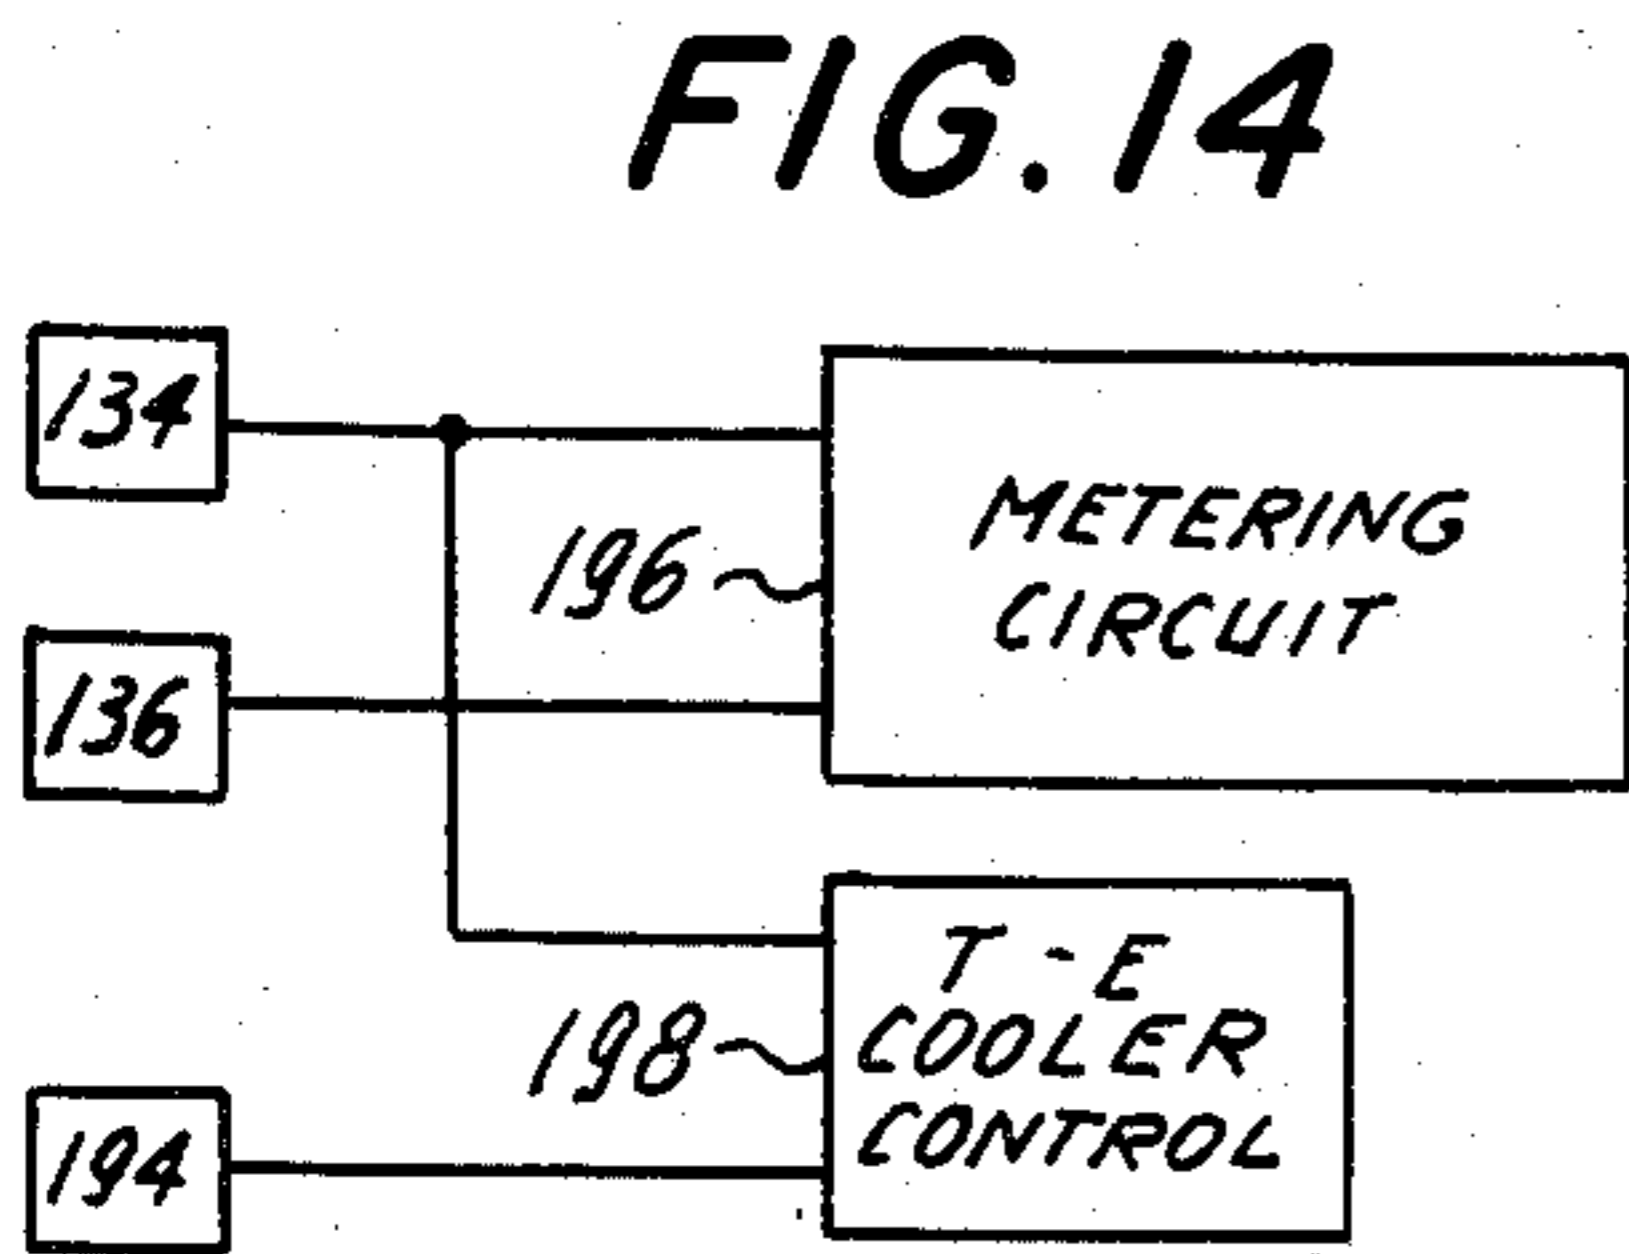 FIG. 14
134
METERING
196
CIRCUIT
136
T-E
COOLER
198
CONTROL
194